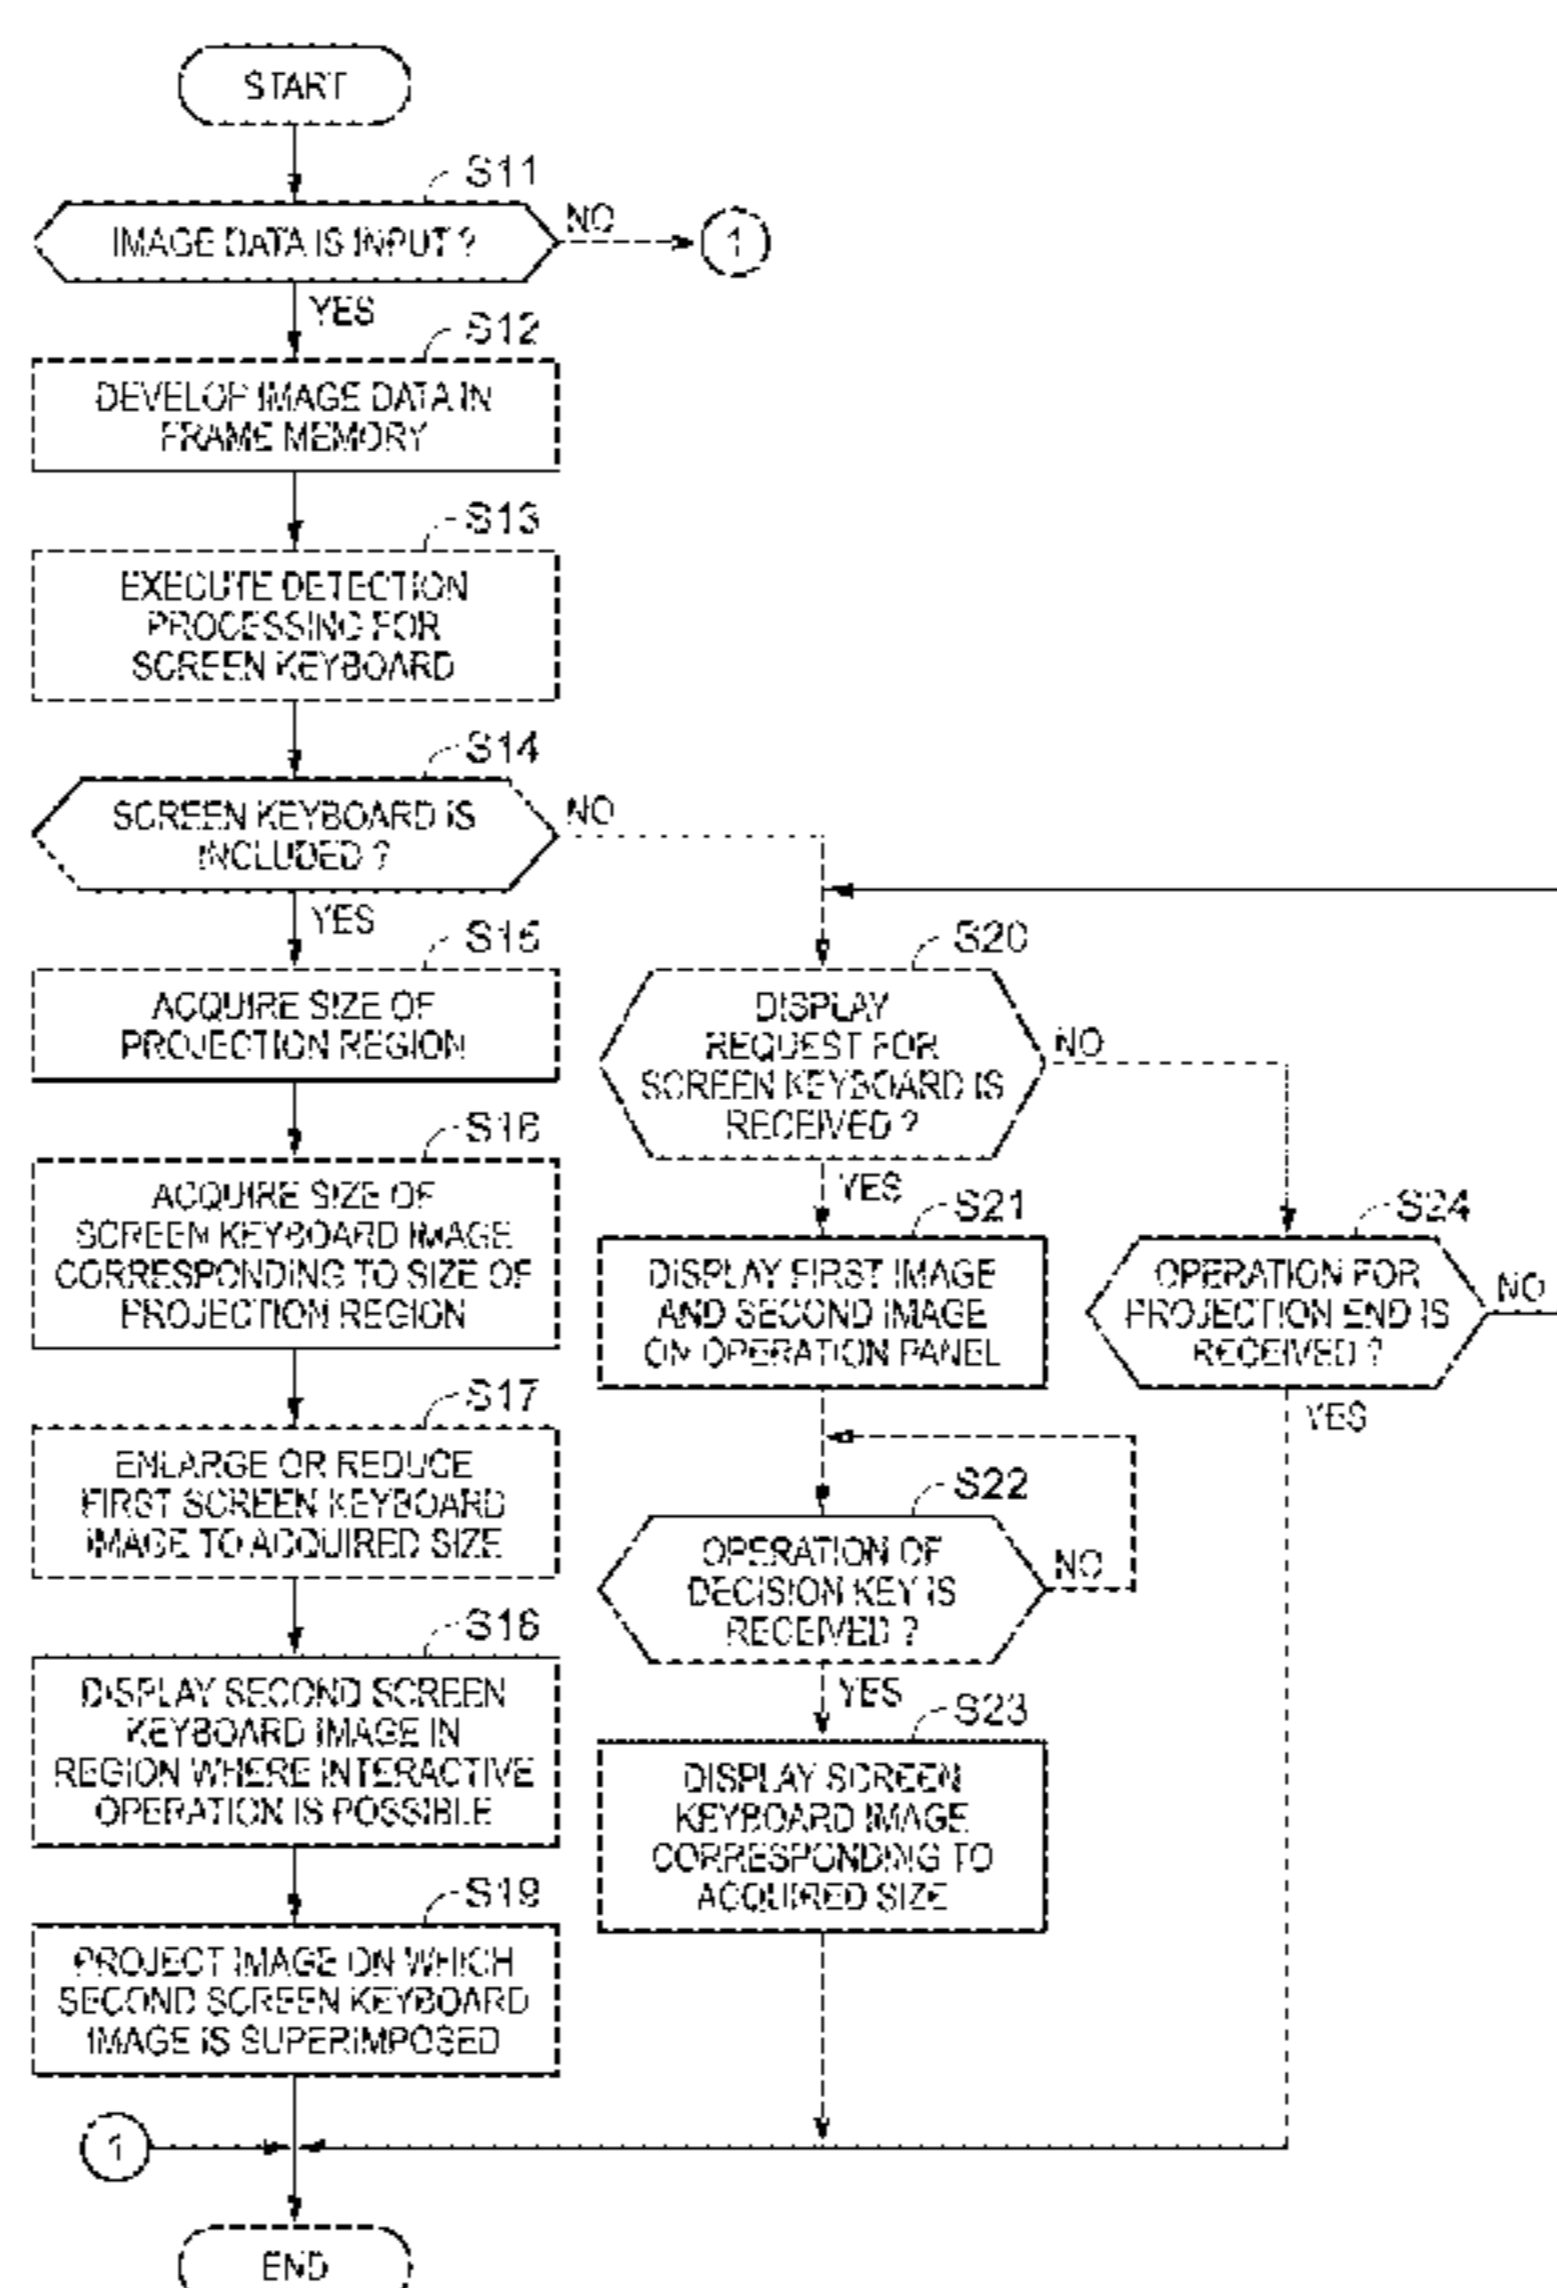 START
S11
IMAGE DATA IS INPUT ?
NO
1
YES
S12
DEVELOP IMAGE DATA IN
FRAME MEMORY
S13
EXECUTE DETECTION
PROCESSING FOR
SCREEN KEYBOARD
S14
SCREEN KEYBOARD IS
INCLUDED ?
NO
YES
S15
ACQUIRE SIZE OF
PROJECTION REGION
S16
ACQUIRE SIZE OF
SCREEN KEYBOARD IMAGE
CORRESPONDING TO SIZE OF
PROJECTION REGION
S17
ENLARGE OR REDUCE
FIRST SCREEN KEYBOARD
IMAGE TO ACQUIRED SIZE
S18
DISPLAY SECOND SCREEN
KEYBOARD IMAGE IN
REGION WHERE INTERACTIVE
OPERATION IS POSSIBLE
S19
PROJECT IMAGE ON WHICH
SECOND SCREEN KEYBOARD
IMAGE IS SUPERIMPOSED
S20
DISPLAY
REQUEST FOR
SCREEN KEYBOARD IS
RECEIVED ?
NO
YES
S21
DISPLAY FIRST IMAGE
AND SECOND IMAGE
ON OPERATION PANEL
S22
OPERATION OF
DECISION KEY IS
RECEIVED ?
NO
YES
S23
DISPLAY SCREEN
KEYBOARD IMAGE
CORRESPONDING TO
ACQUIRED SIZE
S24
OPERATION FOR
PROJECTION END IS
RECEIVED ?
NO
YES
1
END